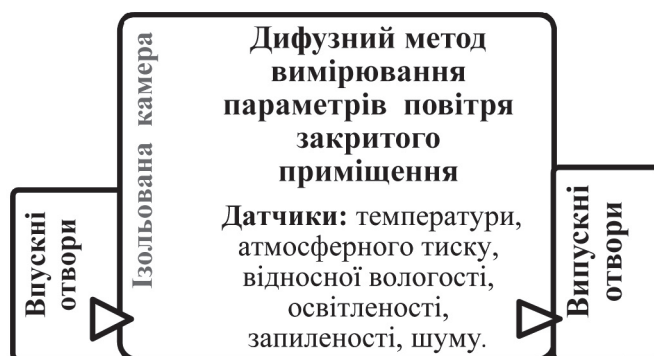 Дифузний метод
вимірювання
параметрів повітря
закритого
приміщення
Датчики: температури,
атмосферного тиску,
відносної вологості,
освітленості,
запиленості, шуму.
Ізольована камера
Впускні
отвори
Випускні
отвори